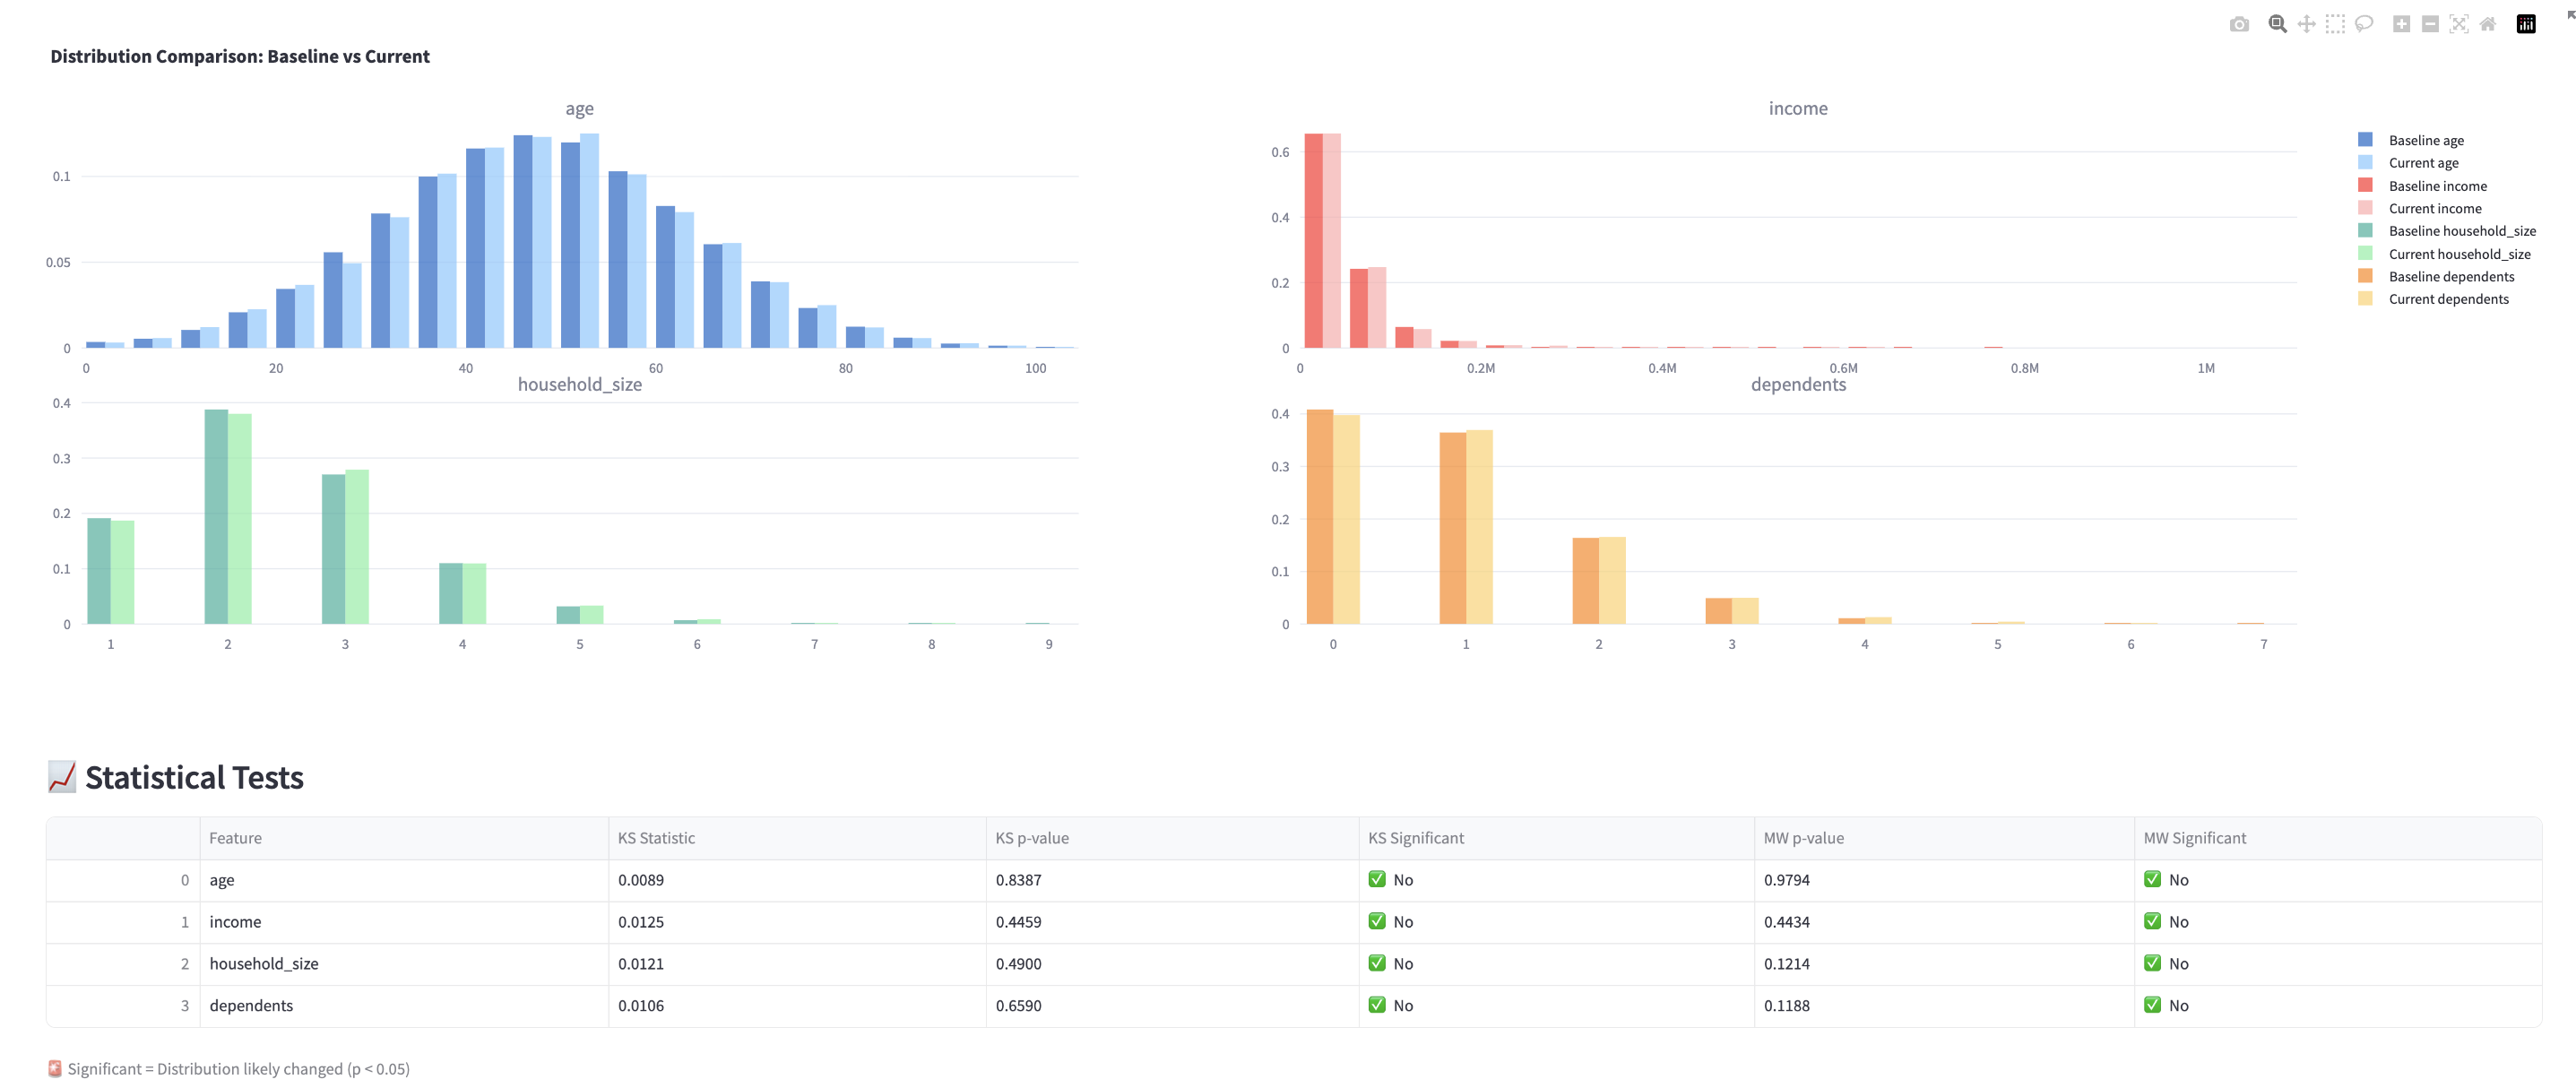 Distribution Comparison: Baseline vs Current
age
0.1
0.05
0
0 20 40 60 80 100
income
0.6
0.4
0.2
0
0 0.2M 0.4M 0.6M 0.8M 1M
Baseline age
Current age
Baseline income
Current income
Baseline household_size
Current household_size
Baseline dependents
Current dependents
household_size
0.4
0.3
0.2
0.1
0
1 2 3 4 5 6 7 8 9
dependents
0.4
0.3
0.2
0.1
0
0 1 2 3 4 5 6 7
📈 Statistical Tests
Feature KS Statistic KS p-value KS Significant MW p-value MW Significant
0 age 0.0089 0.8387 ✅ No 0.9794 ✅ No
1 income 0.0125 0.4459 ✅ No 0.4434 ✅ No
2 household_size 0.0121 0.4900 ✅ No 0.1214 ✅ No
3 dependents 0.0106 0.6590 ✅ No 0.1188 ✅ No
🚨 Significant = Distribution likely changed (p < 0.05)